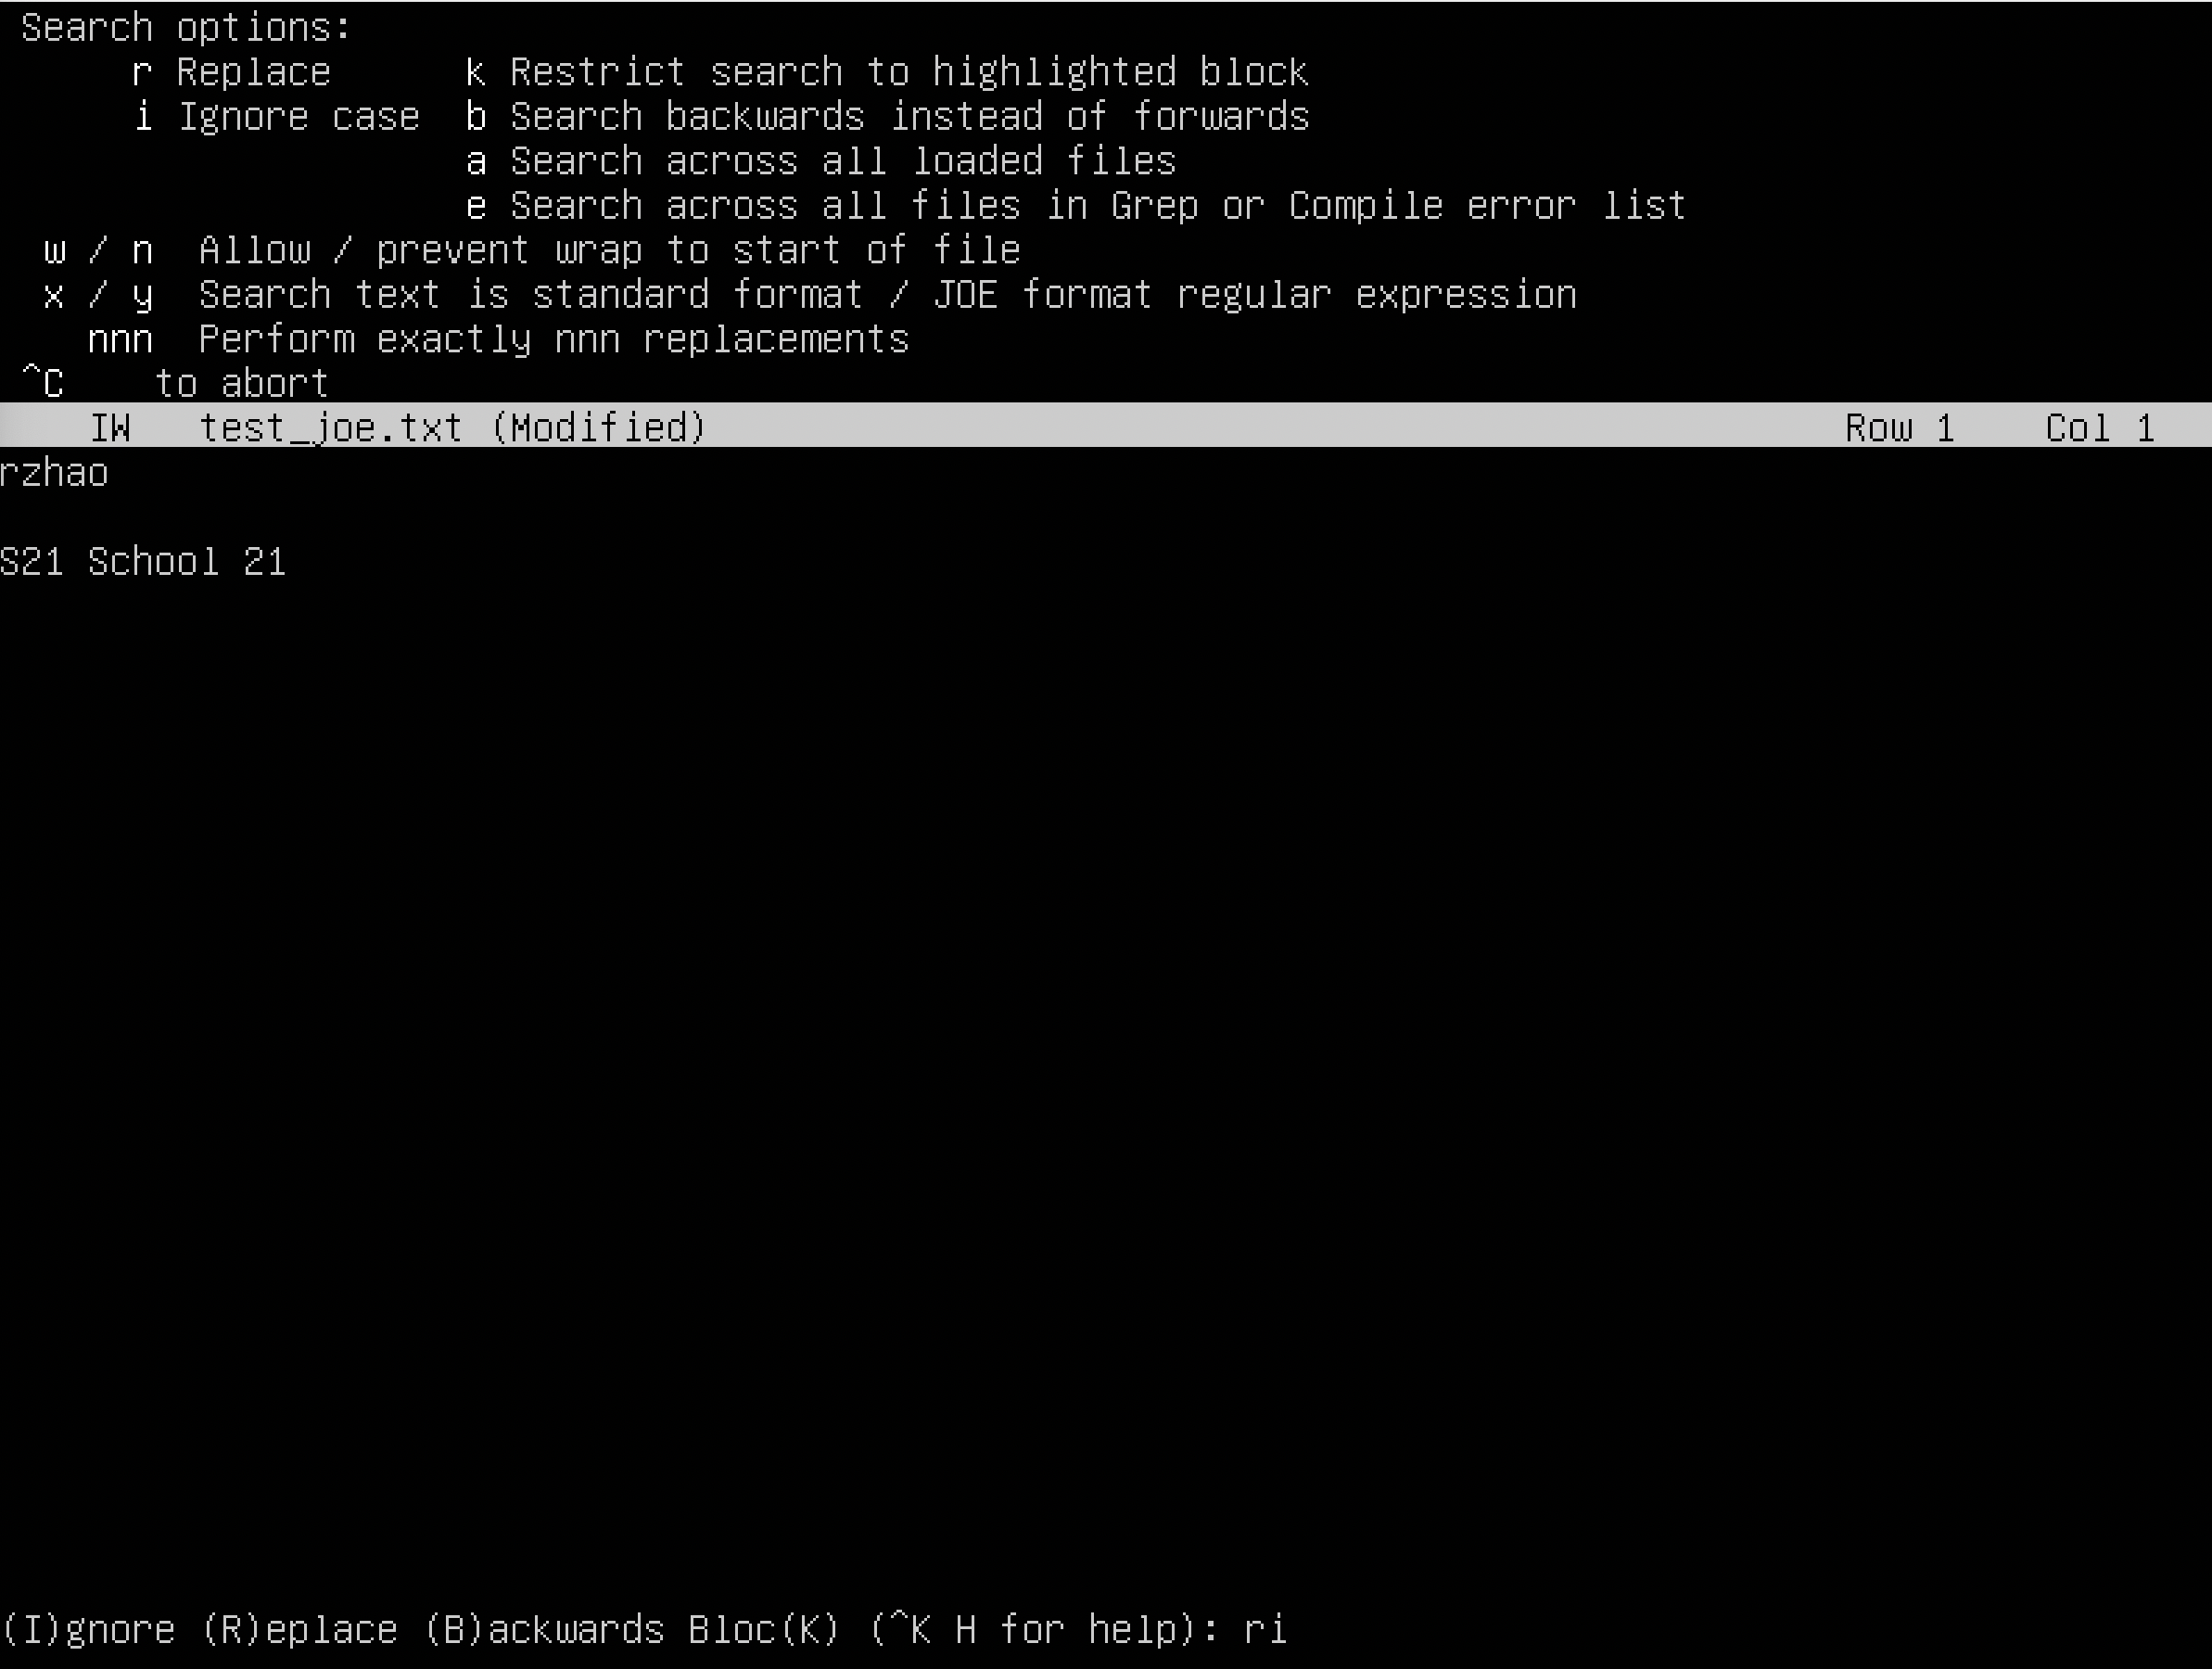 Search options:
r Replace k Restrict search to highlighted block
i Ignore case b Search backwards instead of forwards
a Search across all loaded files
e Search across all files in Grep or Compile error list
w / n Allow / prevent wrap to start of file
x / y Search text is standard format / JOE format regular expression
nnn Perform exactly nnn replacements
^C to abort
IW test_joe.txt (Modified) Row 1 Col 1
rzhao
S21 School 21
(I)gnore (R)eplace (B)ackwards Bloc(K) (^K H for help): ri